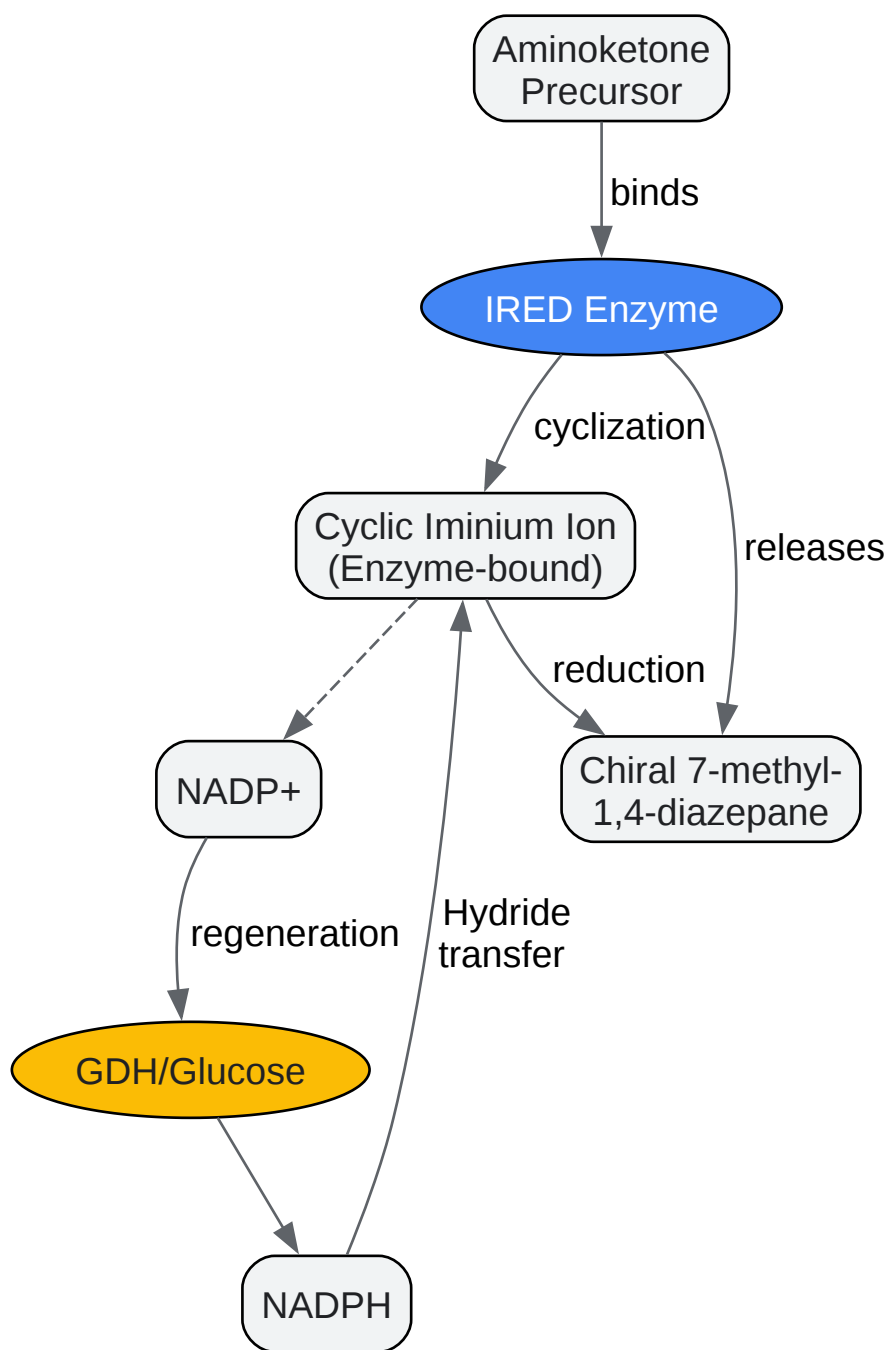 Aminoketone
Precursor
binds
IRED Enzyme
cyclization
Cyclic Iminium Ion
(Enzyme-bound)
releases
reduction
NADP+
Chiral 7-methyl-
1,4-diazepane
regeneration
Hydride
transfer
GDH/Glucose
NADPH